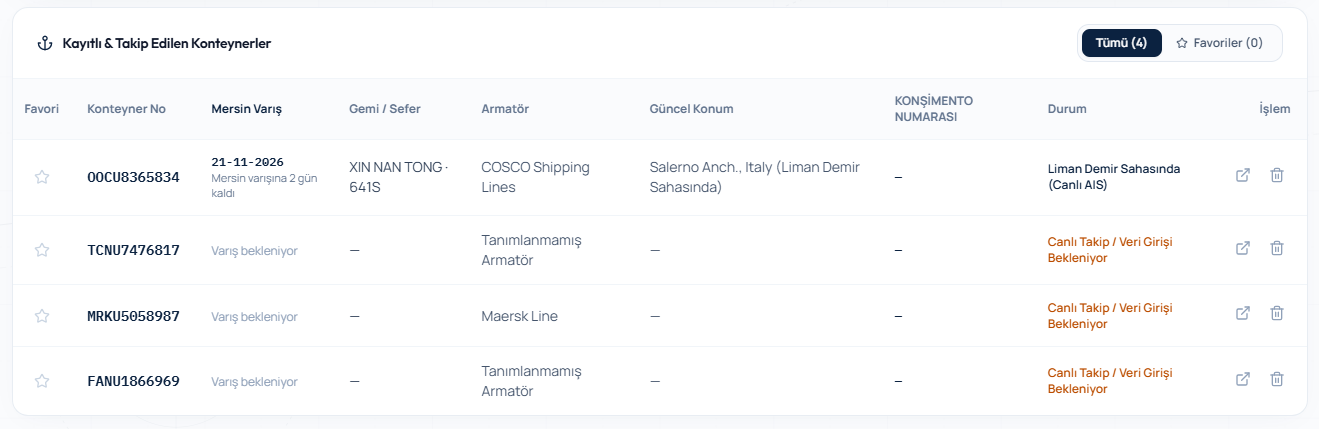 Kayıtlı & Takip Edilen Konteynerler
Tümü (4)
Favoriler (0)
Favori
Konteyner No
Mersin Varış
Gemi / Sefer
Armatör
Güncel Konum
KONŞİMENTO
NUMARASI
Durum
İşlem
OOCU8365834
21-11-2026
Mersin varışına 2 gün
kaldı
XIN NAN TONG ·
641S
COSCO Shipping
Lines
Salerno Anch., Italy (Liman Demir
Sahasında)
—
Liman Demir Sahasında
(Canlı AIS)
TCNU7476817
Varış bekleniyor
—
Tanımlanmamış
Armatör
—
—
Canlı Takip / Veri Girişi
Bekleniyor
MRKU5058987
Varış bekleniyor
—
Maersk Line
—
—
Canlı Takip / Veri Girişi
Bekleniyor
FANU1866969
Varış bekleniyor
—
Tanımlanmamış
Armatör
—
—
Canlı Takip / Veri Girişi
Bekleniyor